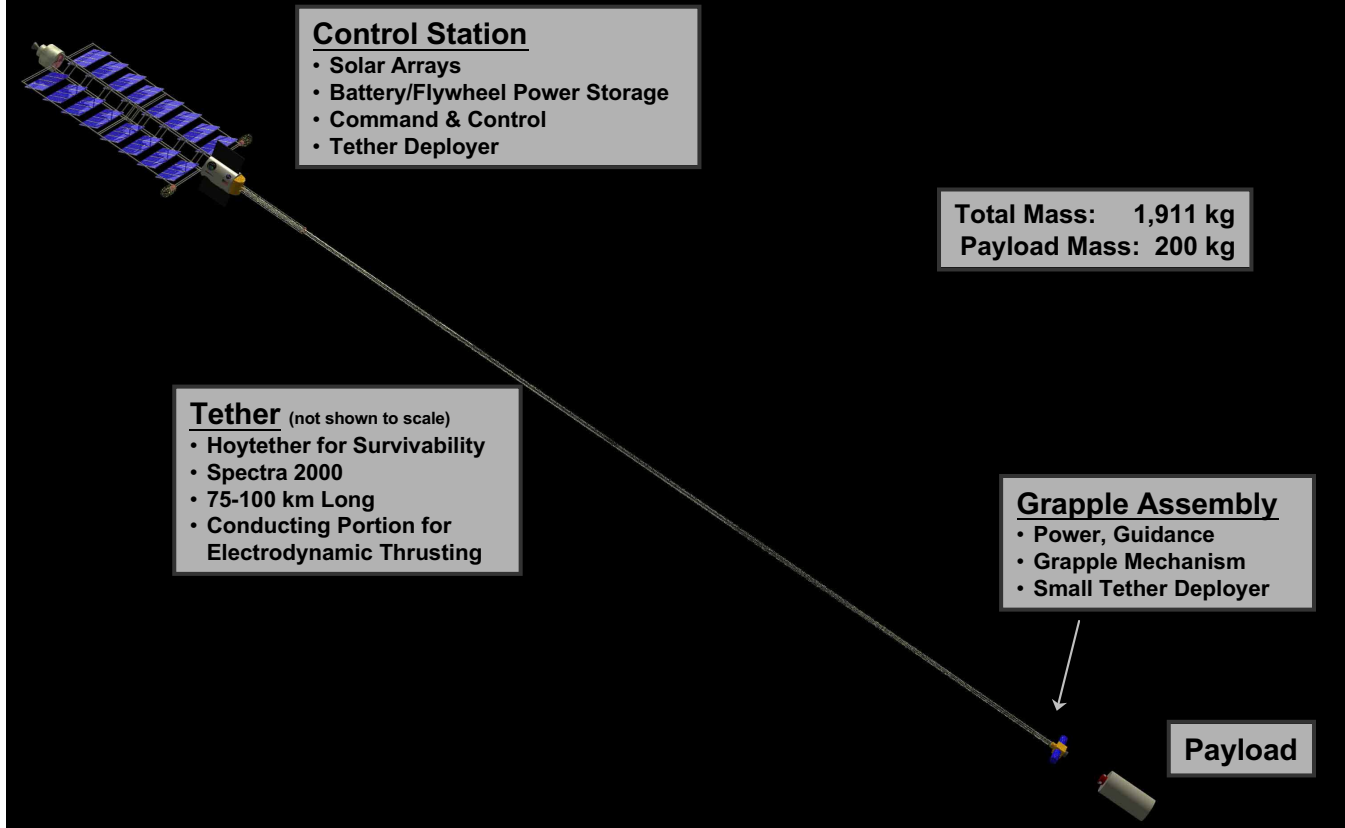 Control Station
• Solar Arrays
• Battery/Flywheel Power Storage
• Command & Control
• Tether Deployer
Total Mass: 1,911 kg
Payload Mass: 200 kg
Tether (not shown to scale)
• Hoytether for Survivability
• Spectra 2000
• 75-100 km Long
• Conducting Portion for
Electrodynamic Thrusting
Grapple Assembly
• Power, Guidance
• Grapple Mechanism
• Small Tether Deployer
Payload